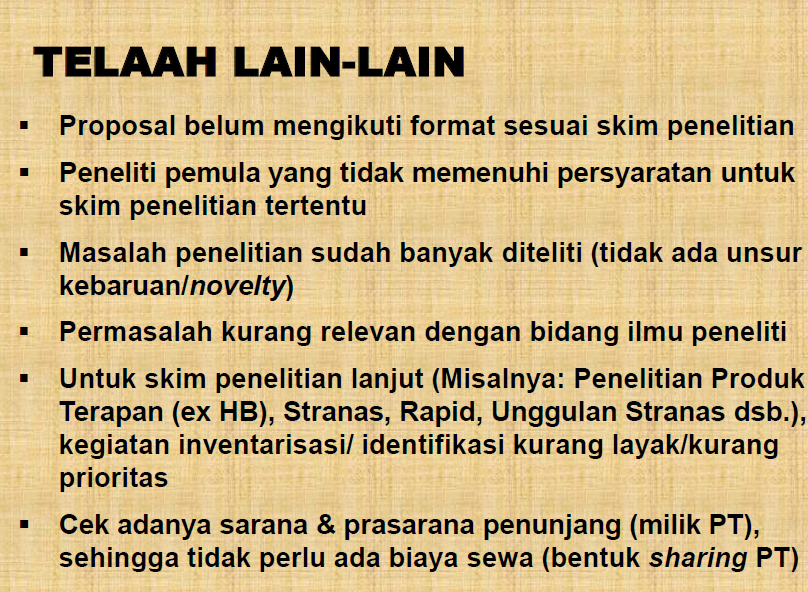 TELAAH LAIN-LAIN
▪ Proposal belum mengikuti format sesuai skim penelitian
▪ Peneliti pemula yang tidak memenuhi persyaratan untuk
skim penelitian tertentu
▪ Masalah penelitian sudah banyak diteliti (tidak ada unsur
kebaruan/novelty)
▪ Permasalah kurang relevan dengan bidang ilmu peneliti
▪ Untuk skim penelitian lanjut (Misalnya: Penelitian Produk
Terapan (ex HB), Stranas, Rapid, Unggulan Stranas dsb.),
kegiatan inventarisasi/ identifikasi kurang layak/kurang
prioritas
▪ Cek adanya sarana & prasarana penunjang (milik PT),
sehingga tidak perlu ada biaya sewa (bentuk sharing PT)